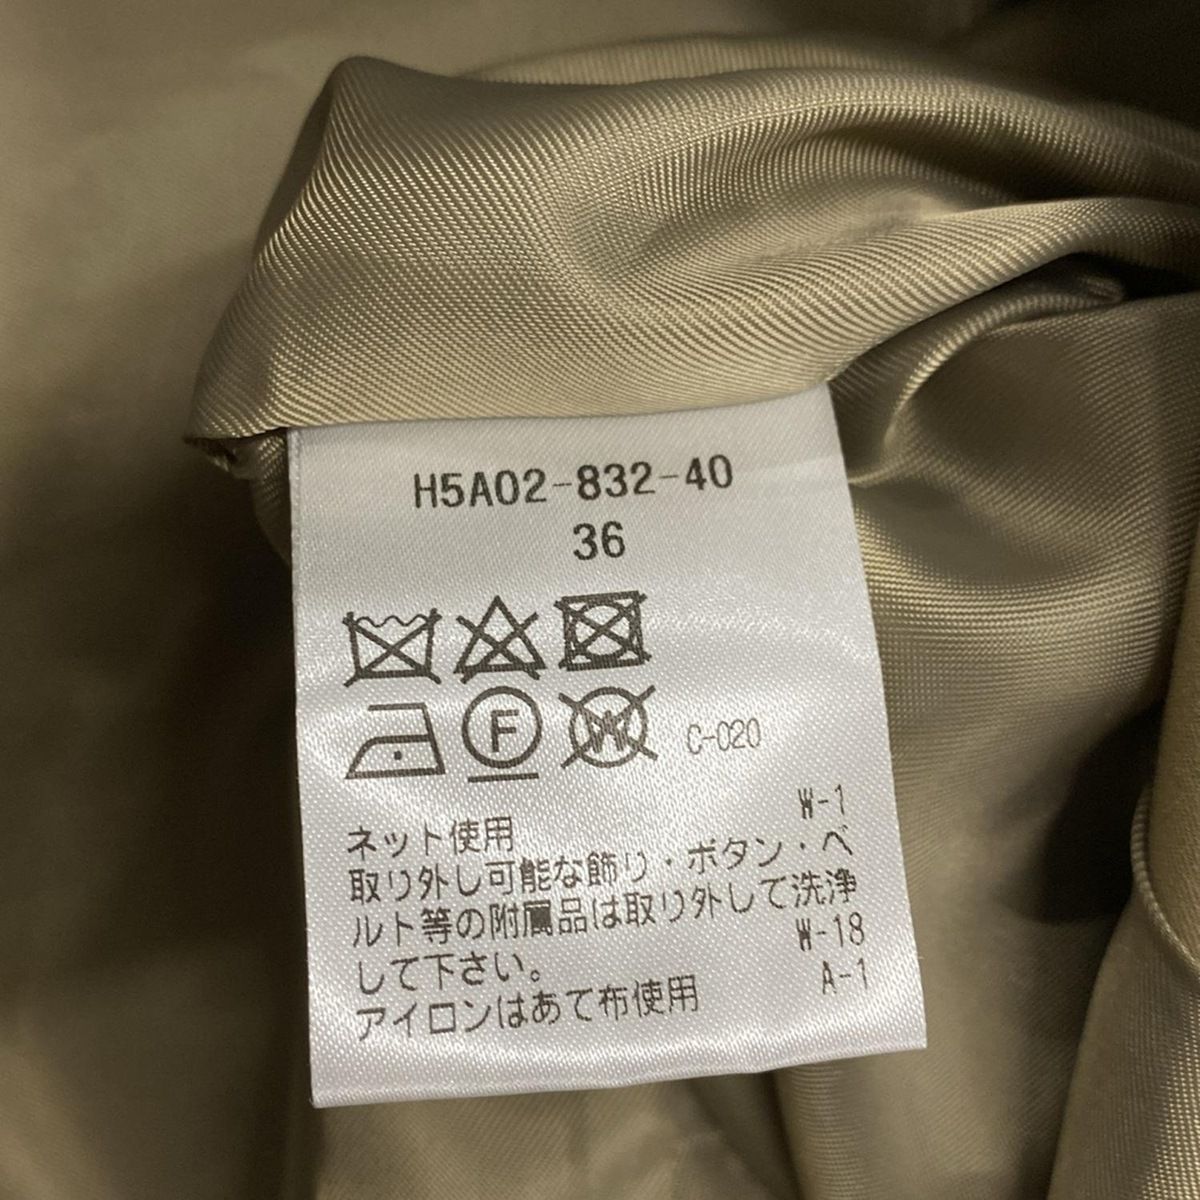 H5A02-832-40
36
F
W
C-020
ネット使用 W-1
取り外し可能な飾り・ボタン・ベ
ルト等の附属品は取り外して洗浄
して下さい。 W-18
アイロンはあて布使用 A-1